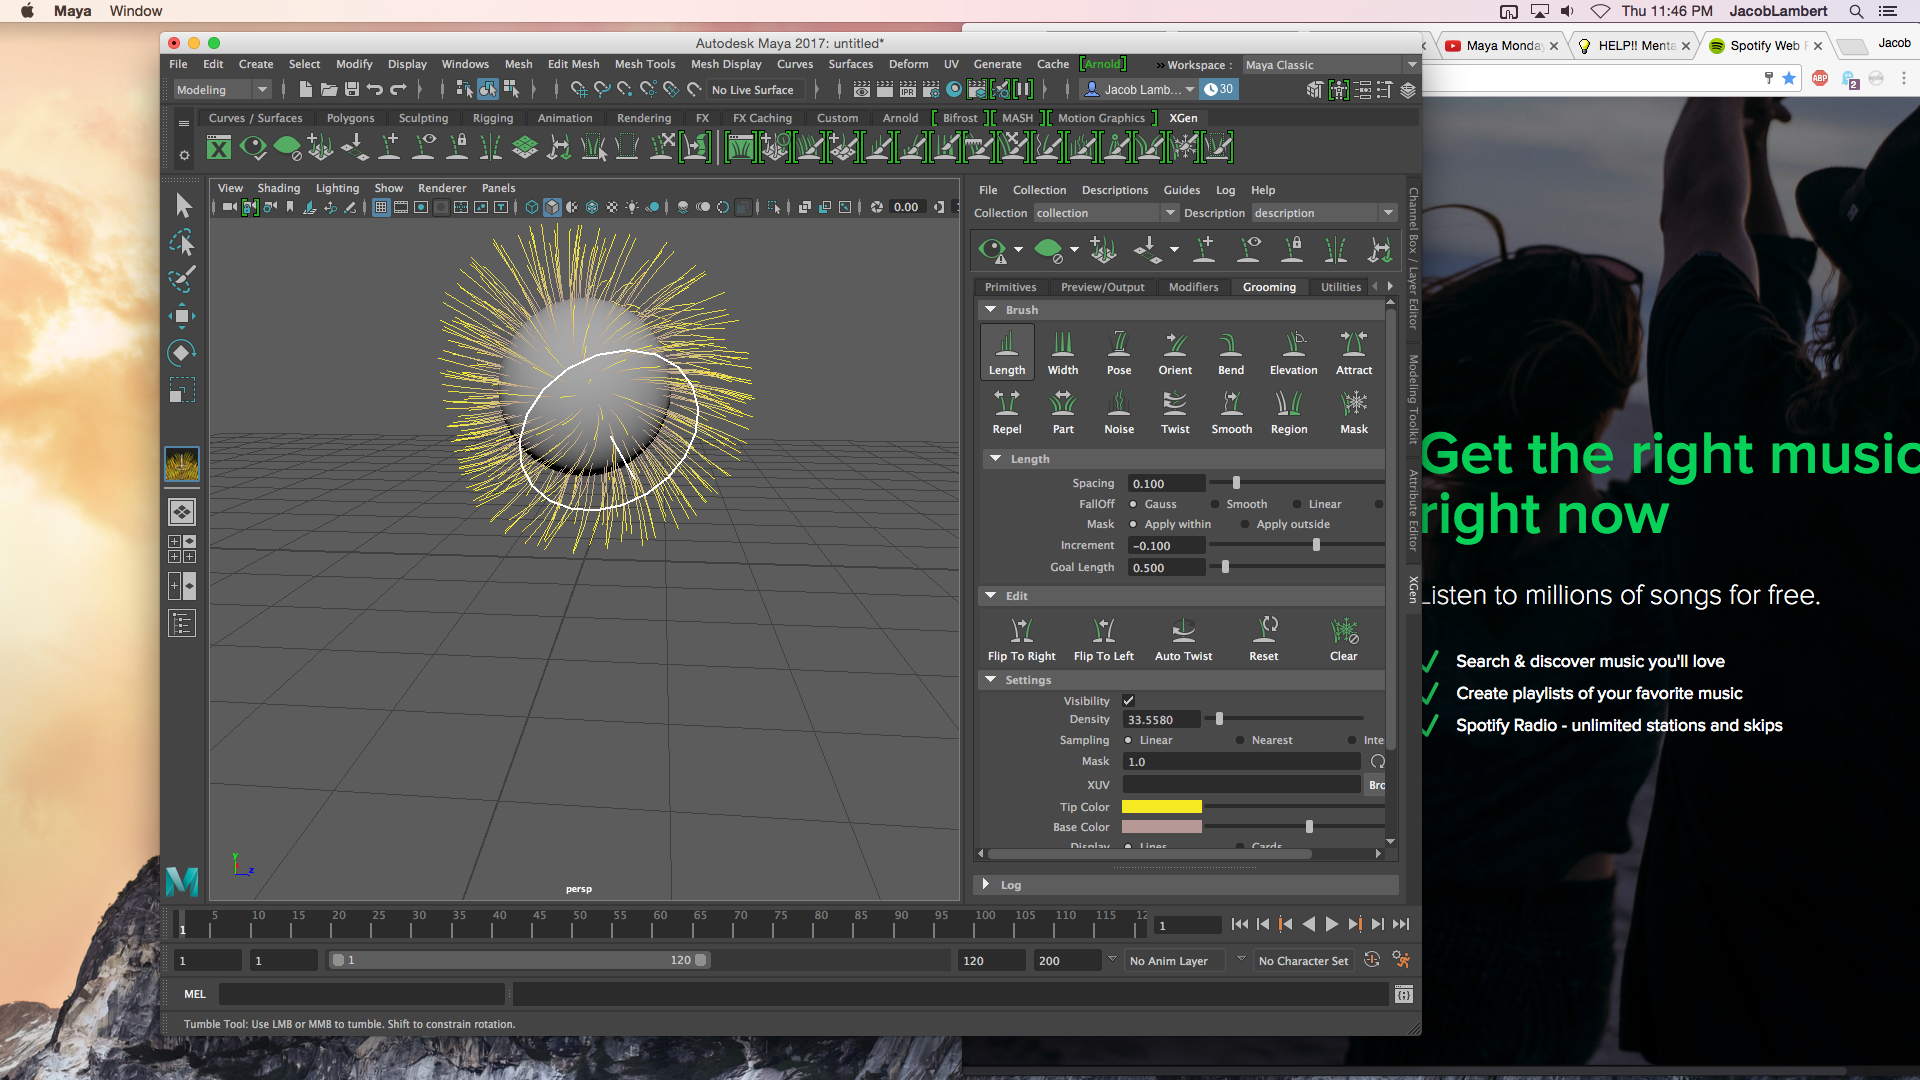 Maya Window
Thu 11:46 PM JacobLambert
Autodesk Maya 2017: untitled*
Maya Monday
HELP!! Menta
Spotify Web
Jacob
File Edit Create Select Modify Display Windows Mesh Edit Mesh Mesh Tools Mesh Display Curves Surfaces Deform UV Generate Cache [Arnold] » Workspace : Maya Classic
Modeling
No Live Surface
Jacob Lamb...
30
ABP
2
Curves / Surfaces Polygons Sculpting Rigging Animation Rendering FX FX Caching Custom Arnold Bifrost MASH Motion Graphics XGen
View Shading Lighting Show Renderer Panels
0.00
File Collection Descriptions Guides Log Help
Collection collection Description description
Primitives Preview/Output Modifiers Grooming Utilities
Brush
Length Width Pose Orient Bend Elevation Attract
Repel Part Noise Twist Smooth Region Mask
Length
Spacing 0.100
FallOff Gauss Smooth Linear
Mask Apply within Apply outside
Increment -0.100
Goal Length 0.500
Edit
Flip To Right Flip To Left Auto Twist Reset Clear
Settings
Visibility
Density 33.5580
Sampling Linear Nearest Inte
Mask 1.0
XUV Bro
Tip Color
Base Color
Display Lines Cards
Log
Channel Box / Layer Editor
Modeling Toolkit
Attribute Editor
XGen
Get the right music
right now
Listen to millions of songs for free.
Search & discover music you'll love
Create playlists of your favorite music
Spotify Radio - unlimited stations and skips
y
z
persp
5 10 15 20 25 30 35 40 45 50 55 60 65 70 75 80 85 90 95 100 105 110 115 12
1
1
1 1 1 120 120 200 No Anim Layer No Character Set
MEL
Tumble Tool: Use LMB or MMB to tumble. Shift to constrain rotation.